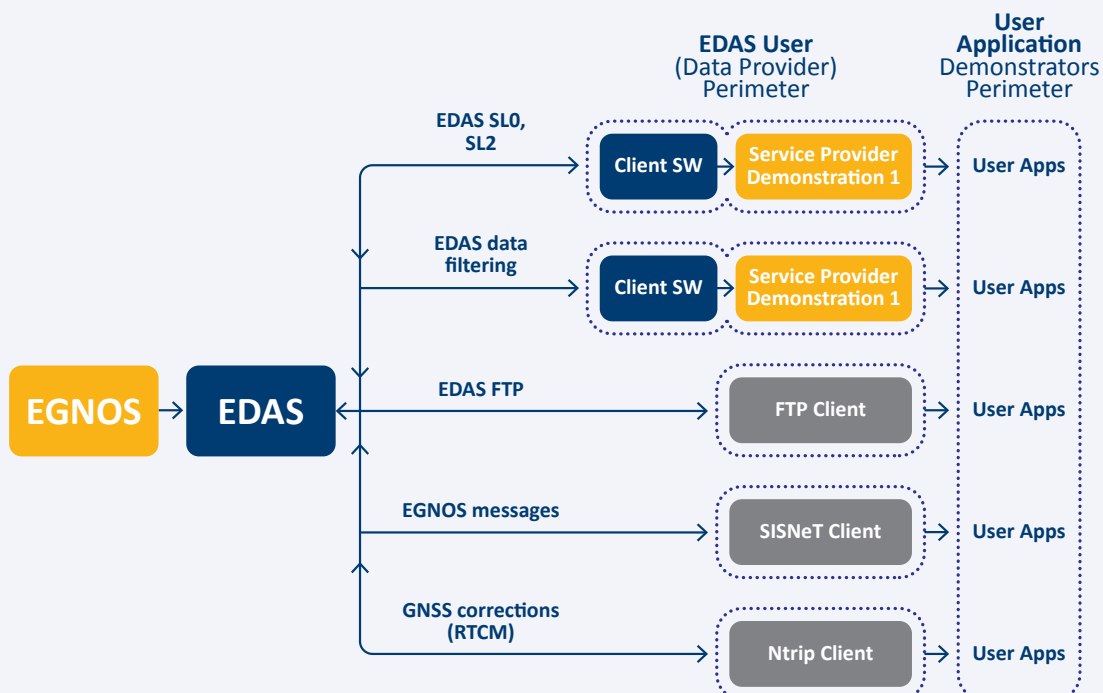 EDAS User
(Data Provider)
Perimeter
User
Application
Demonstrators
Perimeter
EDAS SL0,
SL2
Client SW
Service Provider
Demonstration 1
User Apps
EDAS data
filtering
Client SW
Service Provider
Demonstration 1
User Apps
EGNOS
EDAS
EDAS FTP
FTP Client
User Apps
EGNOS messages
SISNeT Client
User Apps
GNSS corrections
(RTCM)
Ntrip Client
User Apps